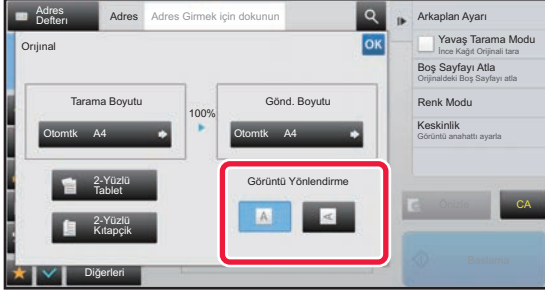 Adres
Defteri
Adres
Adres Girmek için dokunun
Orijinal
OK
Tarama Boyutu
Otomtk A4
100%
Gönd. Boyutu
Otomtk A4
2-Yüzlü
Tablet
2-Yüzlü
Kıtapçik
Görüntü Yönlendirme
A
A
Diğerleri
Arkaplan Ayarı
Yavaş Tarama Modu
İnce Kağıt Orijinali tara
Boş Sayfayı Atla
Orijinaldeki Boş Sayfayı atla
Renk Modu
Keskinlik
Görüntü anahattı ayarla
CA